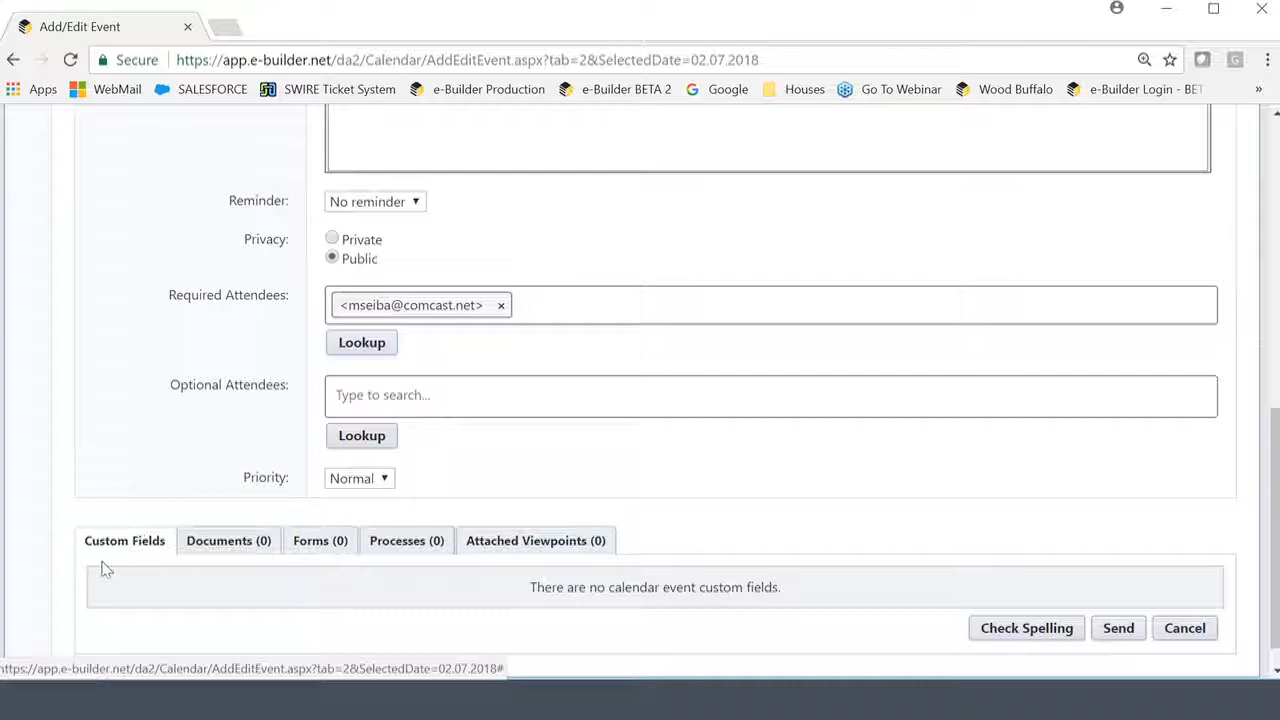 Add/Edit Event
Secure https://app.e-builder.net/da2/Calendar/AddEditEvent.aspx?tab=2&SelectedDate=02.07.2018
Apps WebMail SALESFORCE SWIRE Ticket System e-Builder Production e-Builder BETA 2 Google Houses Go To Webinar Wood Buffalo e-Builder Login - BET »
Reminder: No reminder
Privacy: Private
Public
Required Attendees: <mseiba@comcast.net> ×
Lookup
Optional Attendees: Type to search...
Lookup
Priority: Normal
Custom Fields Documents (0) Forms (0) Processes (0) Attached Viewpoints (0)
There are no calendar event custom fields.
Check Spelling Send Cancel
https://app.e-builder.net/da2/Calendar/AddEditEvent.aspx?tab=2&SelectedDate=02.07.2018#